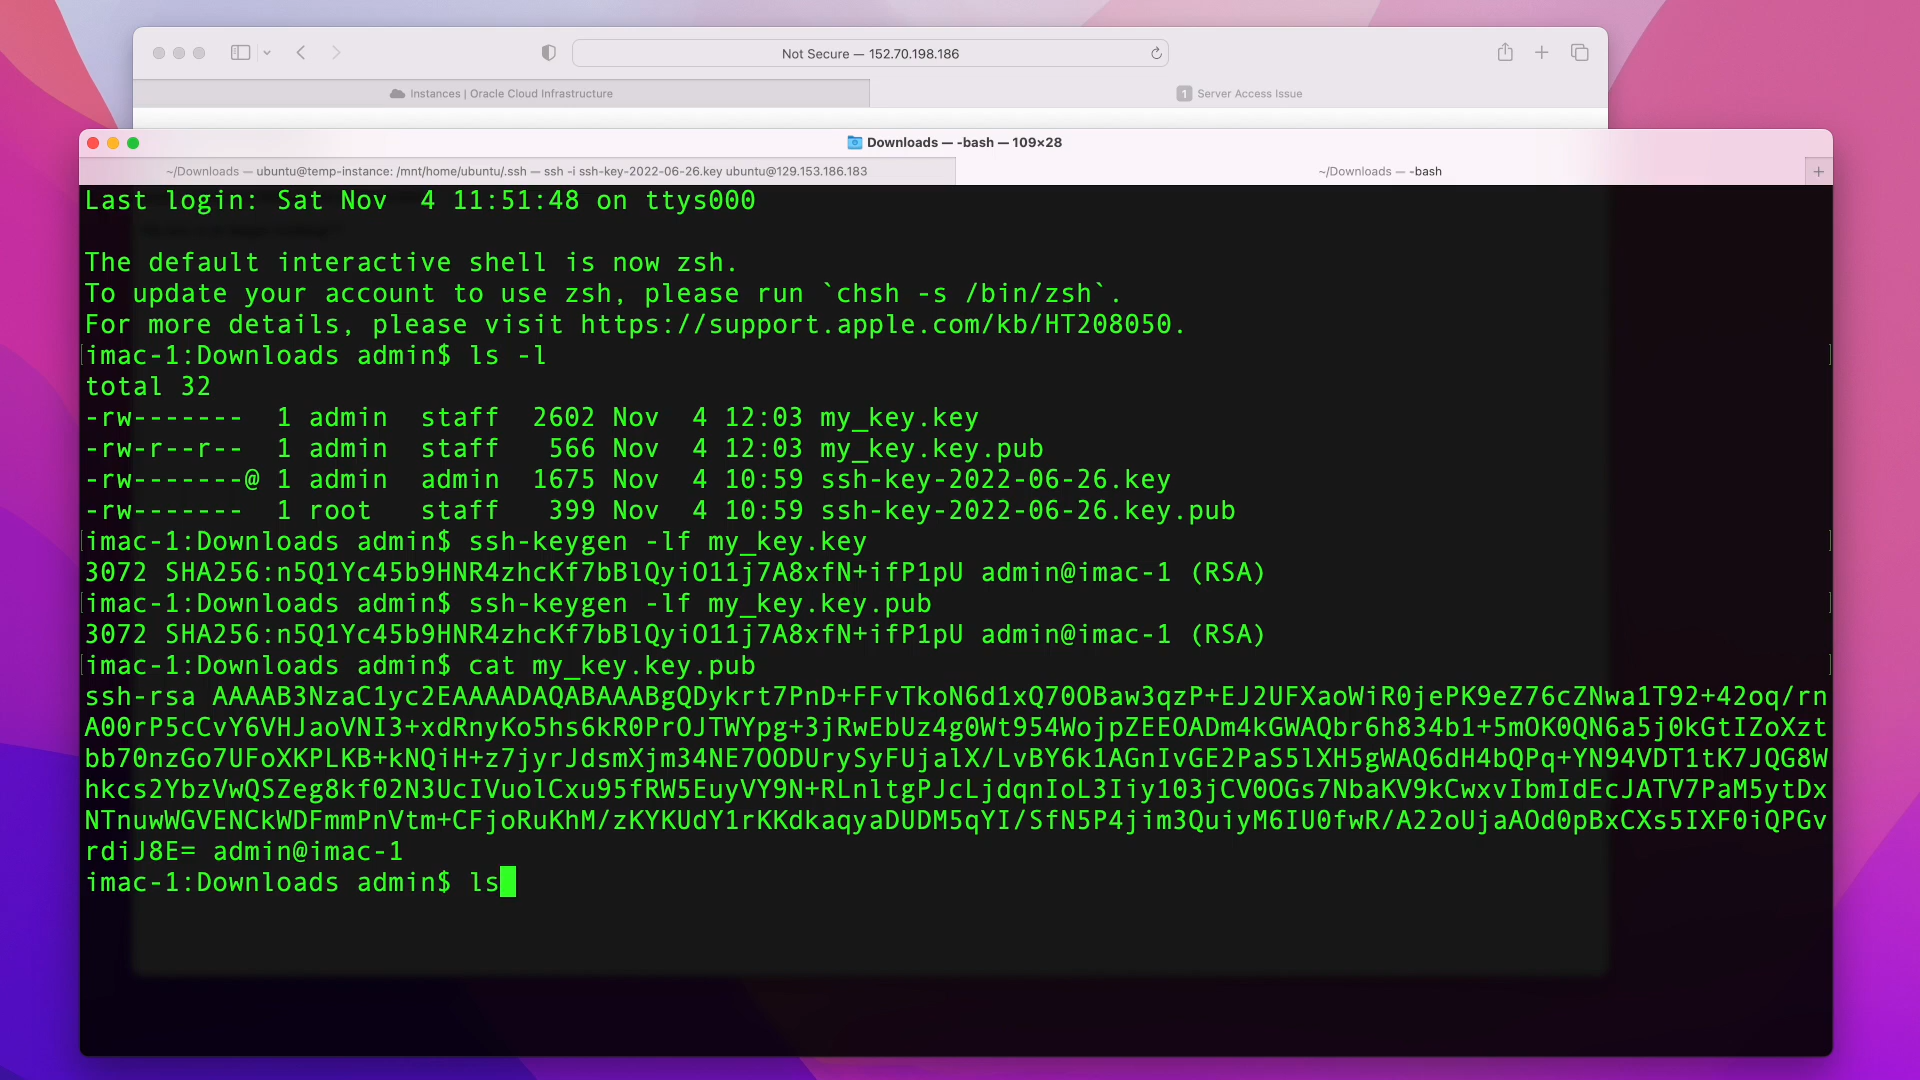 Not Secure — 152.70.198.186
Instances | Oracle Cloud Infrastructure
1 Server Access Issue
Downloads — -bash — 109×28
~/Downloads — ubuntu@temp-instance: /mnt/home/ubuntu/.ssh — ssh -i ssh-key-2022-06-26.key ubuntu@129.153.186.183
~/Downloads — -bash
Last login: Sat Nov  4 11:51:48 on ttys000
The default interactive shell is now zsh.
To update your account to use zsh, please run `chsh -s /bin/zsh`.
For more details, please visit https://support.apple.com/kb/HT208050.
[imac-1:Downloads admin$ ls -l ]
total 32
-rw-------  1 admin  staff  2602 Nov  4 12:03 my_key.key
-rw-r--r--  1 admin  staff   566 Nov  4 12:03 my_key.key.pub
-rw-------@ 1 admin  admin  1675 Nov  4 10:59 ssh-key-2022-06-26.key
-rw-------  1 root   staff   399 Nov  4 10:59 ssh-key-2022-06-26.key.pub
[imac-1:Downloads admin$ ssh-keygen -lf my_key.key ]
3072 SHA256:n5Q1Yc45b9HNR4zhcKf7bBlQyiO11j7A8xfN+ifP1pU admin@imac-1 (RSA)
[imac-1:Downloads admin$ ssh-keygen -lf my_key.key.pub ]
3072 SHA256:n5Q1Yc45b9HNR4zhcKf7bBlQyiO11j7A8xfN+ifP1pU admin@imac-1 (RSA)
[imac-1:Downloads admin$ cat my_key.key.pub ]
ssh-rsa AAAAB3NzaC1yc2EAAAADAQABAAABgQDykrt7PnD+FFvTkoN6d1xQ70OBaw3qzP+EJ2UFXaoWiR0jePK9eZ76cZNwa1T92+42oq/rn
A00rP5cCvY6VHJaoVNI3+xdRnyKo5hs6kR0PrOJTWYpg+3jRwEbUz4g0Wt954WojpZEEOADm4kGWAQbr6h834b1+5mOK0QN6a5j0kGtIZoXzt
bb70nzGo7UFoXKPLKB+kNQiH+z7jyrJdsmXjm34NE7OODUrySyFUjalX/LvBY6k1AGnIvGE2PaS5lXH5gWAQ6dH4bQPq+YN94VDT1tK7JQG8W
hkcs2YbzVwQSZeg8kf02N3UcIVuolCxu95fRW5EuyVY9N+RLnltgPJcLjdqnIoL3Iiy103jCV0OGs7NbaKV9kCwxvIbmIdEcJATV7PaM5ytDx
NTnuwWGVENCkWDFmmPnVtm+CFjoRuKhM/zKYKUdY1rKKdkaqyaDUDM5qYI/SfN5P4jim3QuiyM6IU0fwR/A22oUjaAOd0pBxCXs5IXF0iQPGv
rdiJ8E= admin@imac-1
imac-1:Downloads admin$ ls